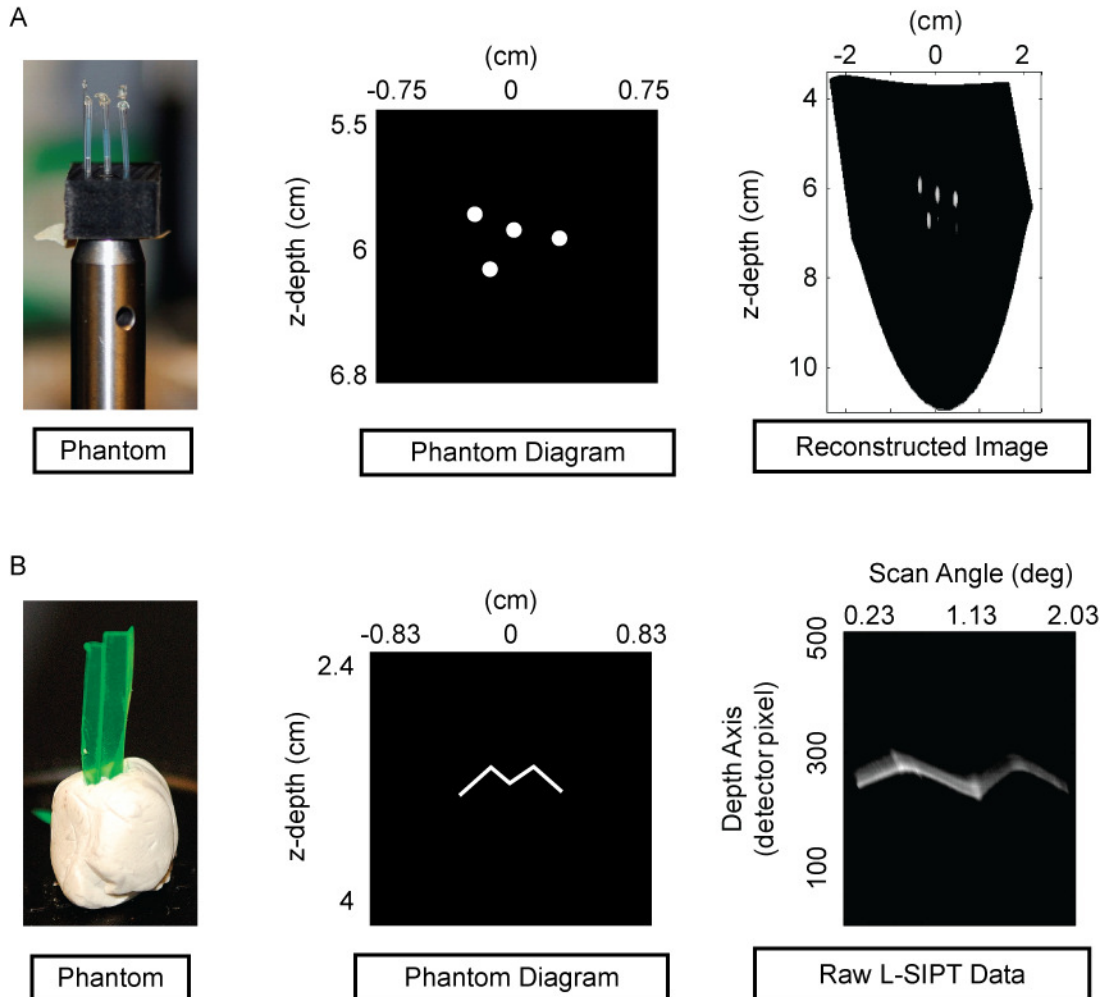 A
(cm)
-0.75 0 0.75
5.5
6
6.8
z-depth (cm)
(cm)
-2 0 2
4
6
8
10
z-depth (cm)
Phantom
Phantom Diagram
Reconstructed Image
B
(cm)
-0.83 0 0.83
2.4
4
z-depth (cm)
Scan Angle (deg)
0.23 1.13 2.03
500
300
100
Depth Axis
(detector pixel)
Phantom
Phantom Diagram
Raw L-SIPT Data